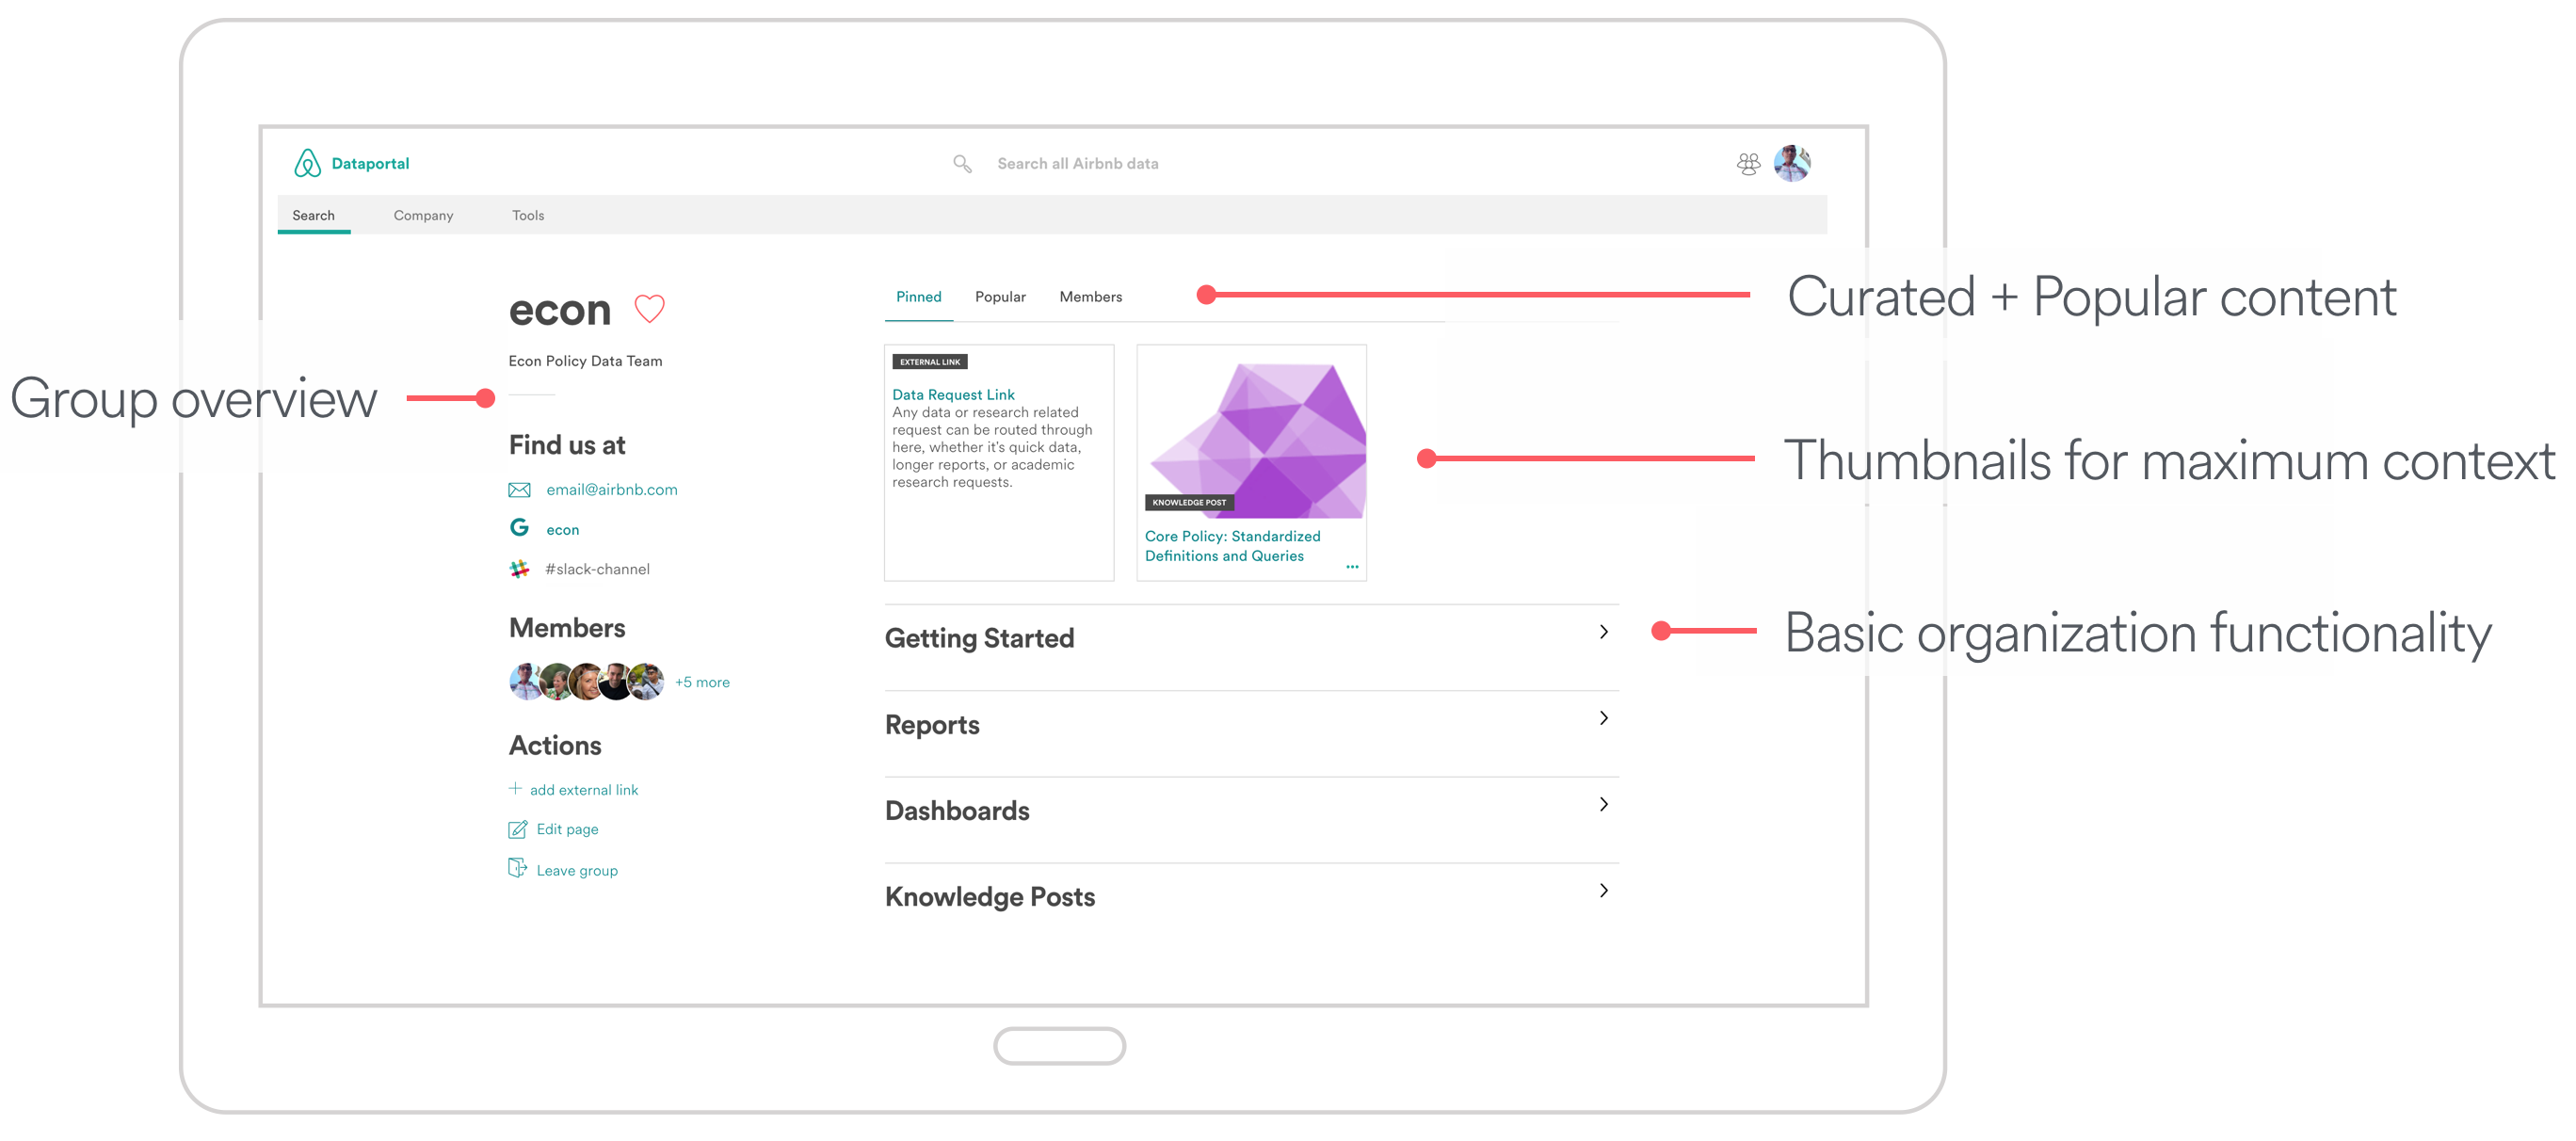 Dataportal
Search all Airbnb data
Search
Company
Tools
Group overview
econ
Econ Policy Data Team
Find us at
email@airbnb.com
econ
#slack-channel
Members
+5 more
Actions
add external link
Edit page
Leave group
Pinned
Popular
Members
Curated + Popular content
EXTERNAL LINK
Data Request Link
Any data or research related
request can be routed through
here, whether it's quick data,
longer reports, or academic
research requests.
KNOWLEDGE POST
Core Policy: Standardized
Definitions and Queries
Thumbnails for maximum context
Getting Started
Basic organization functionality
Reports
Dashboards
Knowledge Posts